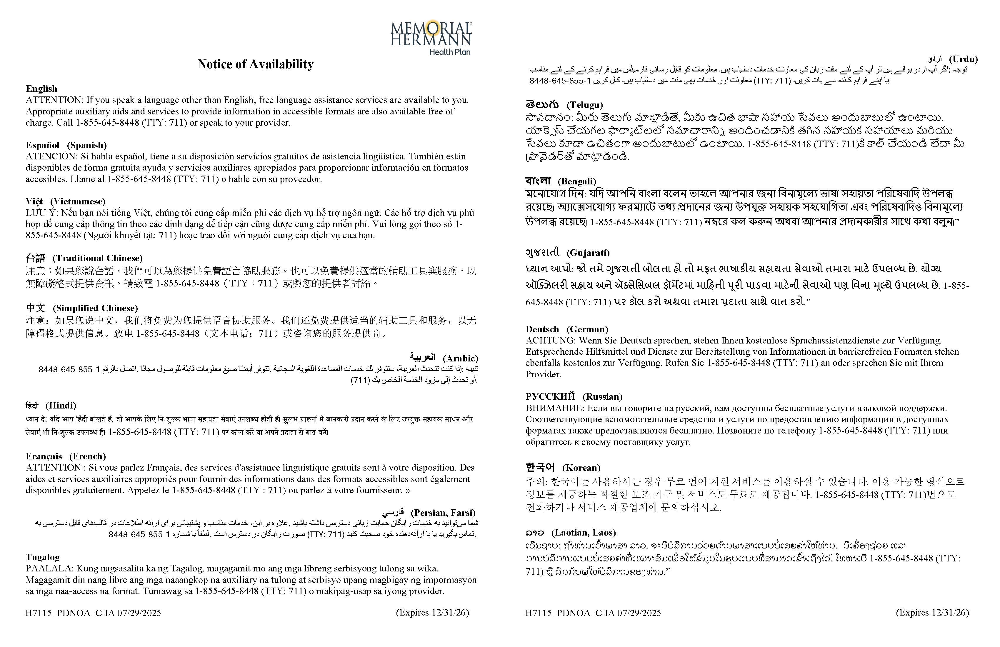 MEMORIAL®
HERMANN
Health Plan
Notice of Availability
English
ATTENTION: If you speak a language other than English, free language assistance services are available to you.
Appropriate auxiliary aids and services to provide information in accessible formats are also available free of
charge. Call 1-855-645-8448 (TTY: 711) or speak to your provider.
Español (Spanish)
ATENCIÓN: Si habla español, tiene a su disposición servicios gratuitos de asistencia lingüística. También están
disponibles de forma gratuita ayuda y servicios auxiliares apropiados para proporcionar información en formatos
accesibles. Llame al 1-855-645-8448 (TTY: 711) o hable con su proveedor.
Việt (Vietnamese)
LƯU Ý: Nếu bạn nói tiếng Việt, chúng tôi cung cấp miễn phí các dịch vụ hỗ trợ ngôn ngữ. Các hỗ trợ dịch vụ phù
hợp để cung cấp thông tin theo các định dạng dễ tiếp cận cũng được cung cấp miễn phí. Vui lòng gọi theo số 1-
855-645-8448 (Người khuyết tật: 711) hoặc trao đổi với người cung cấp dịch vụ của bạn.
台語 (Traditional Chinese)
注意：如果您說台語，我們可以為您提供免費語言協助服務。也可以免費提供適當的輔助工具與服務，以
無障礙格式提供資訊。請致電 1-855-645-8448（TTY：711）或與您的提供者討論。
中文 (Simplified Chinese)
注意：如果您说中文，我们将免费为您提供语言协助服务。我们还免费提供适当的辅助工具和服务，以无
障碍格式提供信息。致电 1-855-645-8448（文本电话：711）或咨询您的服务提供商。
العربية (Arabic)
تنبيه :إذا كنت تتحدث العربية، ستتوفر لك خدمات المساعدة اللغوية المجانية .تتوفر أيضًا صيغ معلومات قابلة للوصول مجانًا .اتصل بالرقم 1-855-645-8448
.أو تحدث إلى مزود الخدمة الخاص بك (711)
हिंदी (Hindi)
ध्यान दें: यदि आप हिंदी बोलते हैं, तो आपके लिए निःशुल्क भाषा सहायता सेवाएं उपलब्ध होती हैं। सुलभ प्रारूपों में जानकारी प्रदान करने के लिए उपयुक्त सहायक साधन और
सेवाएँ भी निःशुल्क उपलब्ध हैं। 1-855-645-8448 (TTY: 711) पर कॉल करें या अपने प्रदाता से बात करें।
Français (French)
ATTENTION : Si vous parlez Français, des services d'assistance linguistique gratuits sont à votre disposition. Des
aides et services auxiliaires appropriés pour fournir des informations dans des formats accessibles sont également
disponibles gratuitement. Appelez le 1-855-645-8448 (TTY : 711) ou parlez à votre fournisseur. »
فارسي (Persian, Farsi)
شما می‌توانید به خدمات رایگان حمایت زبانی دسترسی داشته باشید .علاوه بر این، خدمات مناسب و پشتیبانی برای ارائه اطلاعات در قالب‌های قابل دسترسی به
.تماس بگیرید یا با ارائه‌دهنده خود صحبت کنید (TTY: 711) صورت رایگان در دسترس است .لطفاً با شماره 1-855-645-8448
Tagalog
PAALALA: Kung nagsasalita ka ng Tagalog, magagamit mo ang mga libreng serbisyong tulong sa wika.
Magagamit din nang libre ang mga naaangkop na auxiliary na tulong at serbisyo upang magbigay ng impormasyon
sa mga naa-access na format. Tumawag sa 1-855-645-8448 (TTY: 711) o makipag-usap sa iyong provider.
H7115_PDNOA_C IA 07/29/2025 (Expires 12/31/26)
اردو (Urdu)
توجہ :اگر آپ اردو بولتے ہیں تو آپ کے لئے مفت زبان کی معاونت خدمات دستیاب ہیں۔ معلومات کو قابل رسائی فارمیٹس میں فراہم کرنے کے لئے مناسب
یا اپنے فراہم کنندہ سے بات کریں۔ (TTY: 711) معاونت اور خدمات بھی مفت میں دستیاب ہیں۔ کال کریں 1-855-645-8448
తెలుగు (Telugu)
సావధానం: మీరు తెలుగు మాట్లాడితే, మీకు ఉచిత భాషా సహాయ సేవలు అందుబాటులో ఉంటాయి.
యాక్సెస్ చేయగల ఫార్మాట్‌లలో సమాచారాన్ని అందించడానికి తగిన సహాయక సహాయాలు మరియు
సేవలు కూడా ఉచితంగా అందుబాటులో ఉంటాయి. 1-855-645-8448 (TTY: 711)కి కాల్ చేయండి లేదా మీ
ప్రొవైడర్‌తో మాట్లాడండి.
বাংলা (Bengali)
মনোযোগ দিন: যদি আপনি বাংলা বলেন তাহলে আপনার জন্য বিনামূল্যে ভাষা সহায়তা পরিষেবাদি উপলব্ধ
রয়েছে। অ্যাক্সেসযোগ্য ফরম্যাটে তথ্য প্রদানের জন্য উপযুক্ত সহায়ক সহযোগিতা এবং পরিষেবাদিও বিনামূল্যে
উপলব্ধ রয়েছে। 1-855-645-8448 (TTY: 711) নম্বরে কল করুন অথবা আপনার প্রদানকারীর সাথে কথা বলুন।”
ગુજરાતી (Gujarati)
ધ્યાન આપો: જો તમે ગુજરાતી બોલતા હો તો મફત ભાષાકીય સહાયતા સેવાઓ તમારા માટે ઉપલબ્ધ છે. યોગ્ય
ઑક્ઝિલરી સહાય અને ઍક્સેસિબલ ફૉર્મેટમાં માહિતી પૂરી પાડવા માટેની સેવાઓ પણ વિના મૂલ્યે ઉપલબ્ધ છે. 1-855-
645-8448 (TTY: 711) પર કૉલ કરો અથવા તમારા પ્રદાતા સાથે વાત કરો.”
Deutsch (German)
ACHTUNG: Wenn Sie Deutsch sprechen, stehen Ihnen kostenlose Sprachassistenzdienste zur Verfügung.
Entsprechende Hilfsmittel und Dienste zur Bereitstellung von Informationen in barrierefreien Formaten stehen
ebenfalls kostenlos zur Verfügung. Rufen Sie 1-855-645-8448 (TTY: 711) an oder sprechen Sie mit Ihrem
Provider.
РУССКИЙ (Russian)
ВНИМАНИЕ: Если вы говорите на русский, вам доступны бесплатные услуги языковой поддержки.
Соответствующие вспомогательные средства и услуги по предоставлению информации в доступных
форматах также предоставляются бесплатно. Позвоните по телефону 1-855-645-8448 (TTY: 711) или
обратитесь к своему поставщику услуг.
한국어 (Korean)
주의: 한국어를 사용하시는 경우 무료 언어 지원 서비스를 이용하실 수 있습니다. 이용 가능한 형식으로
정보를 제공하는 적절한 보조 기구 및 서비스도 무료로 제공됩니다. 1-855-645-8448 (TTY: 711)번으로
전화하거나 서비스 제공업체에 문의하십시오.
ລາວ (Laotian, Laos)
ເຊີນຊາບ: ຖ້າທ່ານເວົ້າພາສາ ລາວ, ຈະມີບໍລິການຊ່ວຍດ້ານພາສາແບບບໍ່ເສຍຄ່າໃຫ້ທ່ານ. ມີເຄື່ອງຊ່ວຍ ແລະ
ການບໍລິການແບບບໍ່ເສຍຄ່າທີ່ເໝາະສົມເພື່ອໃຫ້ຂໍ້ມູນໃນຮູບແບບທີ່ສາມາດເຂົ້າເຖິງໄດ້. ໂທຫາເບີ 1-855-645-8448 (TTY:
711) ຫຼື ລົມກັບຜູ້ໃຫ້ບໍລິການຂອງທ່ານ.”
H7115_PDNOA_C IA 07/29/2025 (Expires 12/31/26)